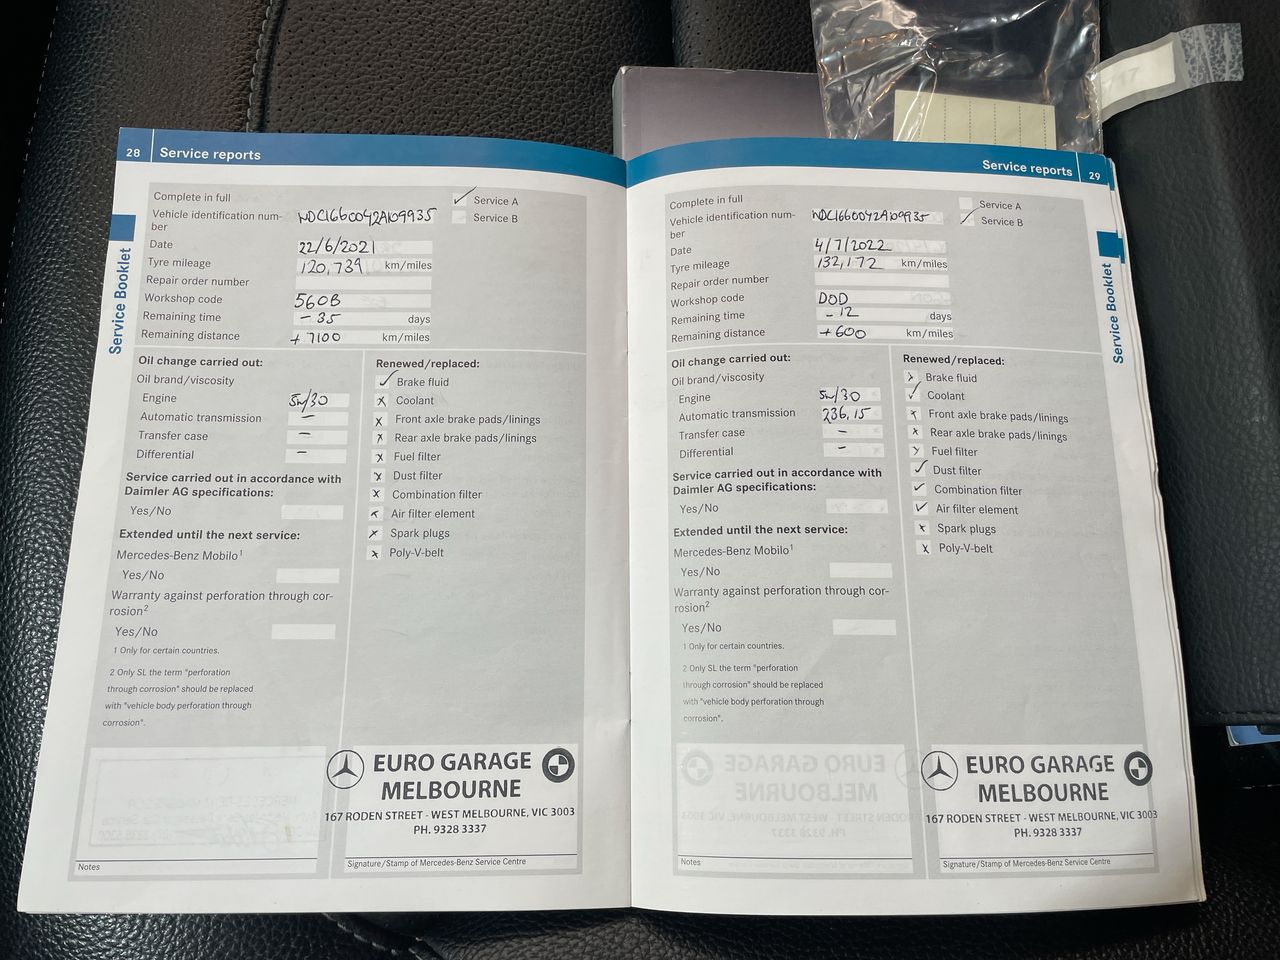 28 Service reports
Complete in full
Service A
Vehicle identification num-
ber
WDC1660042A109935
Service B
Date 22/6/2021
Tyre mileage 120,739 km/miles
Repair order number
Workshop code 560B
Remaining time - 35 days
Remaining distance + 7100 km/miles
Oil change carried out:
Oil brand/viscosity
Engine 5w/30
Automatic transmission –
Transfer case –
Differential –
Service carried out in accordance with
Daimler AG specifications:
Yes/No
Extended until the next service:
Mercedes-Benz Mobilo1
Yes/No
Warranty against perforation through cor-
rosion2
Yes/No
1 Only for certain countries.
2 Only SL the term "perforation
through corrosion" should be replaced
with "vehicle body perforation through
corrosion".
Renewed/replaced:
✓ Brake fluid
x Coolant
x Front axle brake pads/linings
x Rear axle brake pads/linings
x Fuel filter
x Dust filter
x Combination filter
x Air filter element
x Spark plugs
x Poly-V-belt
EURO GARAGE
MELBOURNE
167 RODEN STREET - WEST MELBOURNE, VIC 3003
PH. 9328 3337
Notes
Signature/Stamp of Mercedes-Benz Service Centre
Service Booklet
Service reports 29
Complete in full
Service A
Vehicle identification num-
ber
WDC1660042A109935
Service B
Date 4/7/2022
Tyre mileage 132,172 km/miles
Repair order number
Workshop code DOD
Remaining time - 12 days
Remaining distance +600 km/miles
Oil change carried out:
Oil brand/viscosity
Engine 5w/30
Automatic transmission 236.15
Transfer case –
Differential –
Service carried out in accordance with
Daimler AG specifications:
Yes/No
Extended until the next service:
Mercedes-Benz Mobilo1
Yes/No
Warranty against perforation through cor-
rosion2
Yes/No
1 Only for certain countries.
2 Only SL the term "perforation
through corrosion" should be replaced
with "vehicle body perforation through
corrosion".
Renewed/replaced:
x Brake fluid
✓ Coolant
x Front axle brake pads/linings
x Rear axle brake pads/linings
x Fuel filter
✓ Dust filter
✓ Combination filter
✓ Air filter element
x Spark plugs
x Poly-V-belt
EURO GARAGE
MELBOURNE
167 RODEN STREET - WEST MELBOURNE, VIC 3003
PH. 9328 3337
Notes
Signature/Stamp of Mercedes-Benz Service Centre
Service Booklet